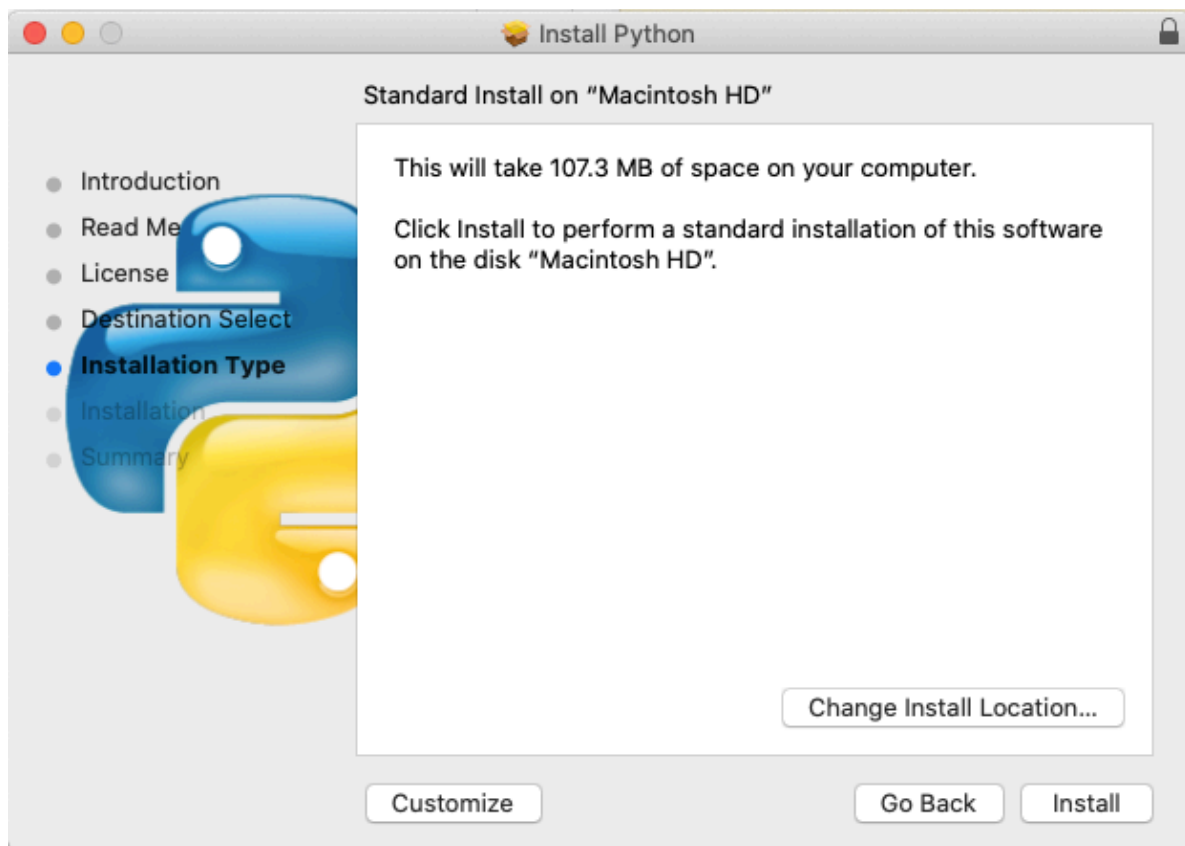 Install Python
Standard Install on “Macintosh HD”
Introduction
Read Me
License
Destination Select
Installation Type
Installation
Summary
This will take 107.3 MB of space on your computer.
Click Install to perform a standard installation of this software
on the disk “Macintosh HD”.
Change Install Location...
Customize
Go Back
Install